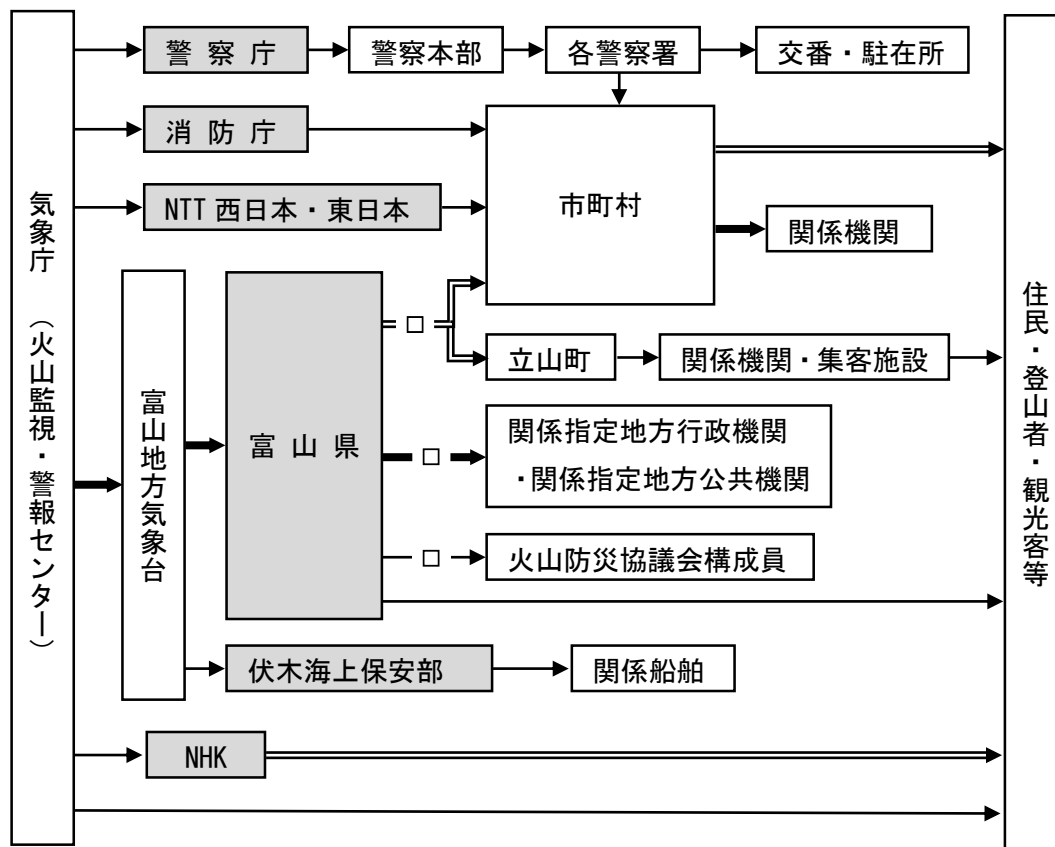 気象庁（火山監視・警報センター）
警察庁
警察本部
各警察署
交番・駐在所
消防庁
市町村
NTT西日本・東日本
関係機関
富山地方気象台
富山県
□
立山町
関係機関・集客施設
□
関係指定地方行政機関
・関係指定地方公共機関
□
火山防災協議会構成員
伏木海上保安部
関係船舶
NHK
住民・登山者・観光客等